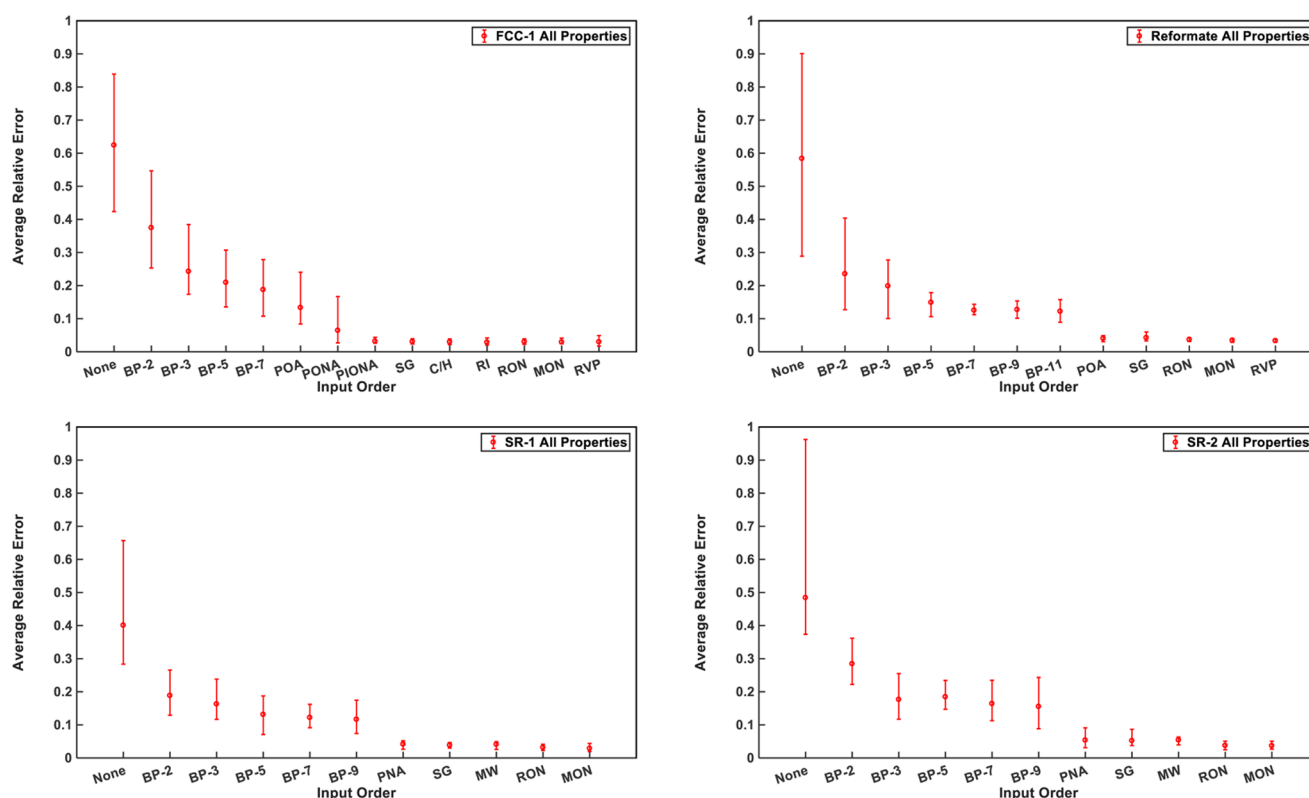 FCC-1 All Properties
Average Relative Error
1
0.9
0.8
0.7
0.6
0.5
0.4
0.3
0.2
0.1
0
None BP-2 BP-3 BP-5 BP-7 POA PONA PIONA SG C/H RI RON MON RVP
Input Order
Reformate All Properties
Average Relative Error
1
0.9
0.8
0.7
0.6
0.5
0.4
0.3
0.2
0.1
0
None BP-2 BP-3 BP-5 BP-7 BP-9 BP-11 POA SG RON MON RVP
Input Order
SR-1 All Properties
Average Relative Error
1
0.9
0.8
0.7
0.6
0.5
0.4
0.3
0.2
0.1
0
None BP-2 BP-3 BP-5 BP-7 BP-9 PNA SG MW RON MON
Input Order
SR-2 All Properties
Average Relative Error
1
0.9
0.8
0.7
0.6
0.5
0.4
0.3
0.2
0.1
0
None BP-2 BP-3 BP-5 BP-7 BP-9 PNA SG MW RON MON
Input Order